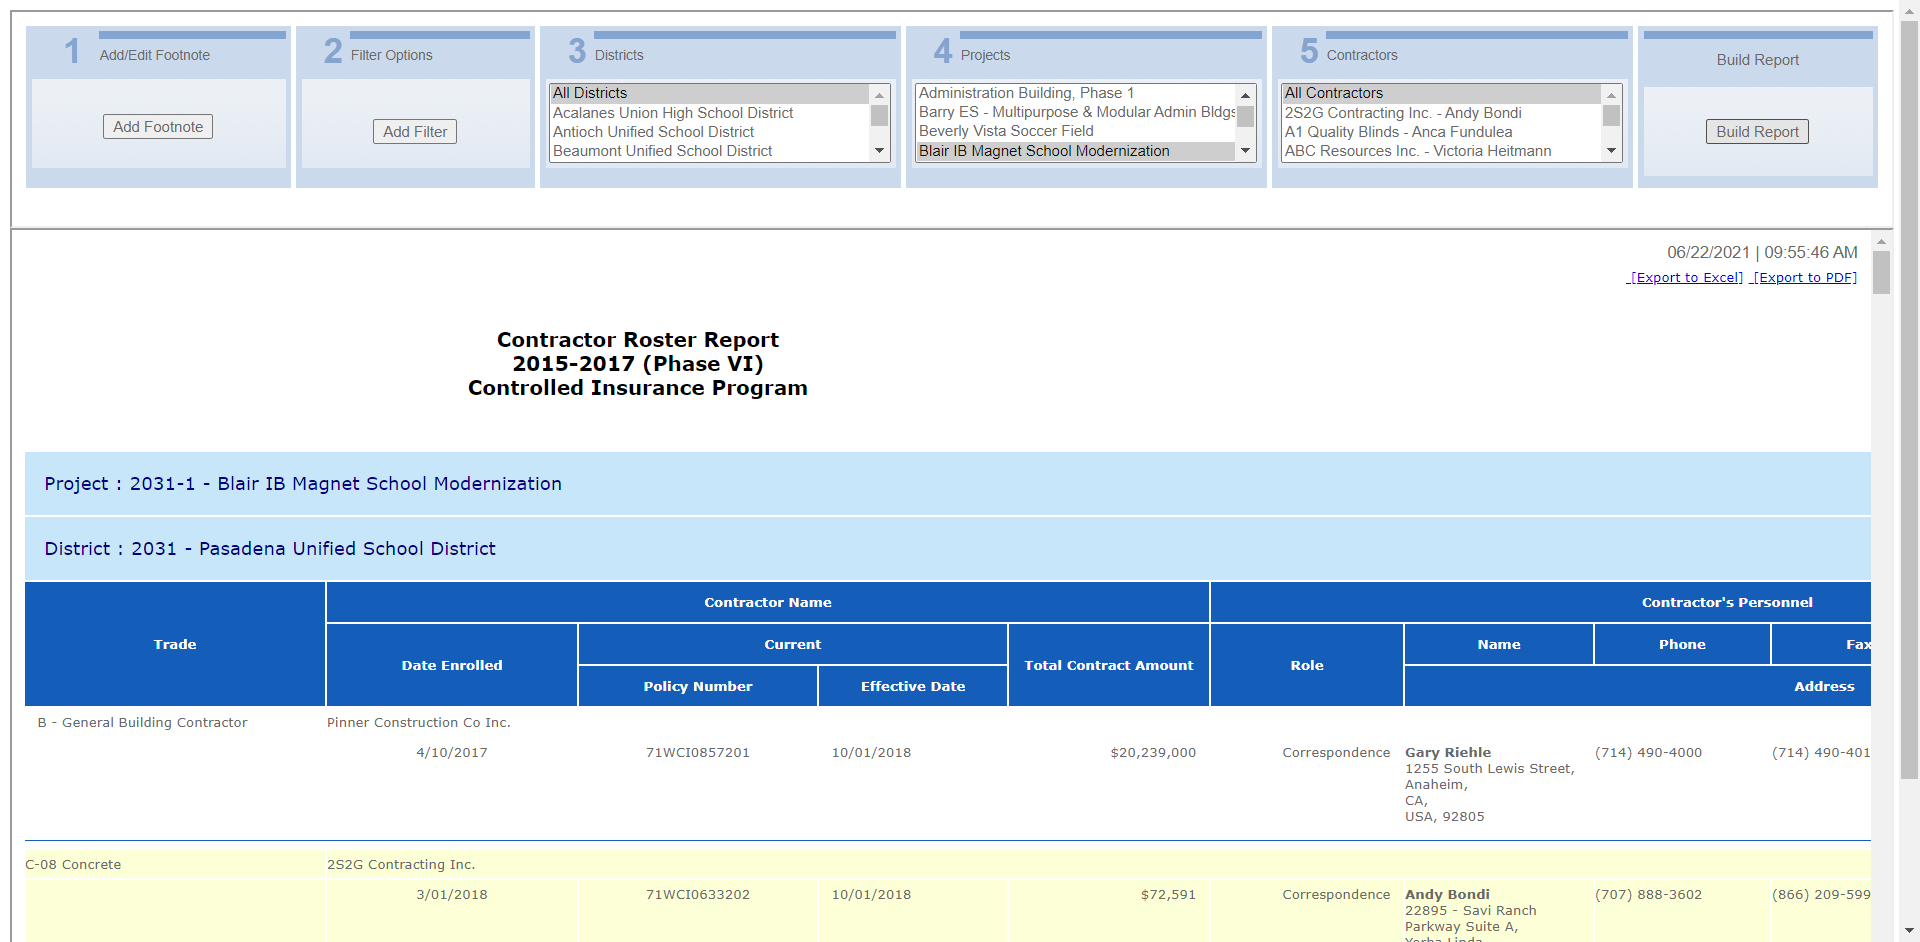 1 Add/Edit Footnote
Add Footnote
2 Filter Options
Add Filter
3 Districts
All Districts
Acalanes Union High School District
Antioch Unified School District
Beaumont Unified School District
4 Projects
Administration Building, Phase 1
Barry ES - Multipurpose & Modular Admin Bldgs
Beverly Vista Soccer Field
Blair IB Magnet School Modernization
5 Contractors
All Contractors
2S2G Contracting Inc. - Andy Bondi
A1 Quality Blinds - Anca Fundulea
ABC Resources Inc. - Victoria Heitmann
Build Report
Build Report
06/22/2021 | 09:55:46 AM
[Export to Excel] [Export to PDF]
Contractor Roster Report
2015-2017 (Phase VI)
Controlled Insurance Program
Project : 2031-1 - Blair IB Magnet School Modernization
District : 2031 - Pasadena Unified School District
Contractor Name Contractor's Personnel
Trade Current Name Phone Fax
Date Enrolled Total Contract Amount Role
Policy Number Effective Date Address
B - General Building Contractor Pinner Construction Co Inc.
4/10/2017 71WCI0857201 10/01/2018 $20,239,000 Correspondence Gary Riehle (714) 490-4000 (714) 490-401
1255 South Lewis Street,
Anaheim,
CA,
USA, 92805
C-08 Concrete 2S2G Contracting Inc.
3/01/2018 71WCI0633202 10/01/2018 $72,591 Correspondence Andy Bondi (707) 888-3602 (866) 209-599
22895 - Savi Ranch
Parkway Suite A,
Yorba Linda